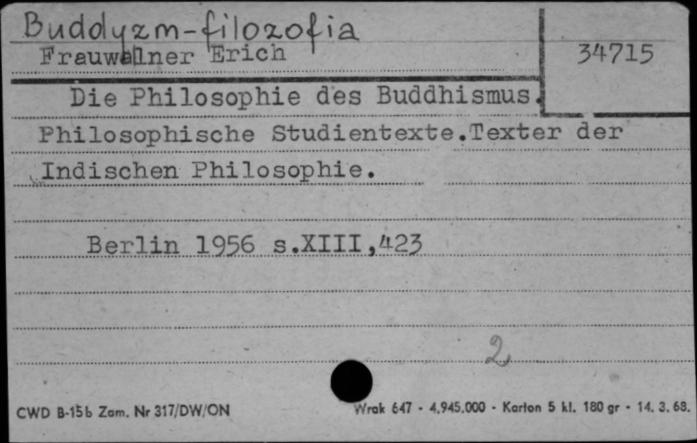 Buddyzm-filozofia
Frauwallner Erich
34715
Die Philosophie des Buddhismus.
Philosophische Studientexte.Texter der
Indischen Philosophie.
Berlin 1956 s.XIII,423
2
CWD B-15b Zam. Nr 317/DW/ON
Wrak 647 - 4.945.000 - Karton 5 kl. 180 gr - 14. 3. 68.